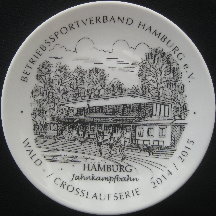 BETRIEBSSPORTVERBAND HAMBURG e.V.
HAMBURG
Jahnkampfbahn
WALD- / CROSSLAUFSERIE 2014 / 2015